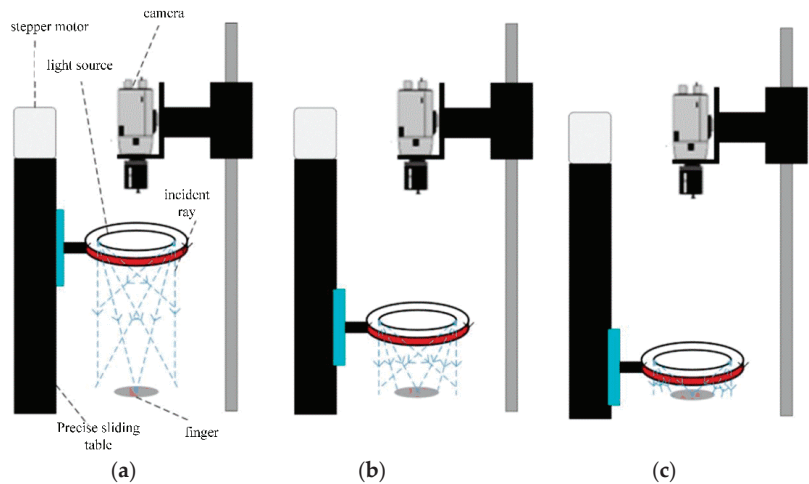 camera
stepper motor
light source
incident
ray
Precise sliding
table
finger
(a)
(b)
(c)